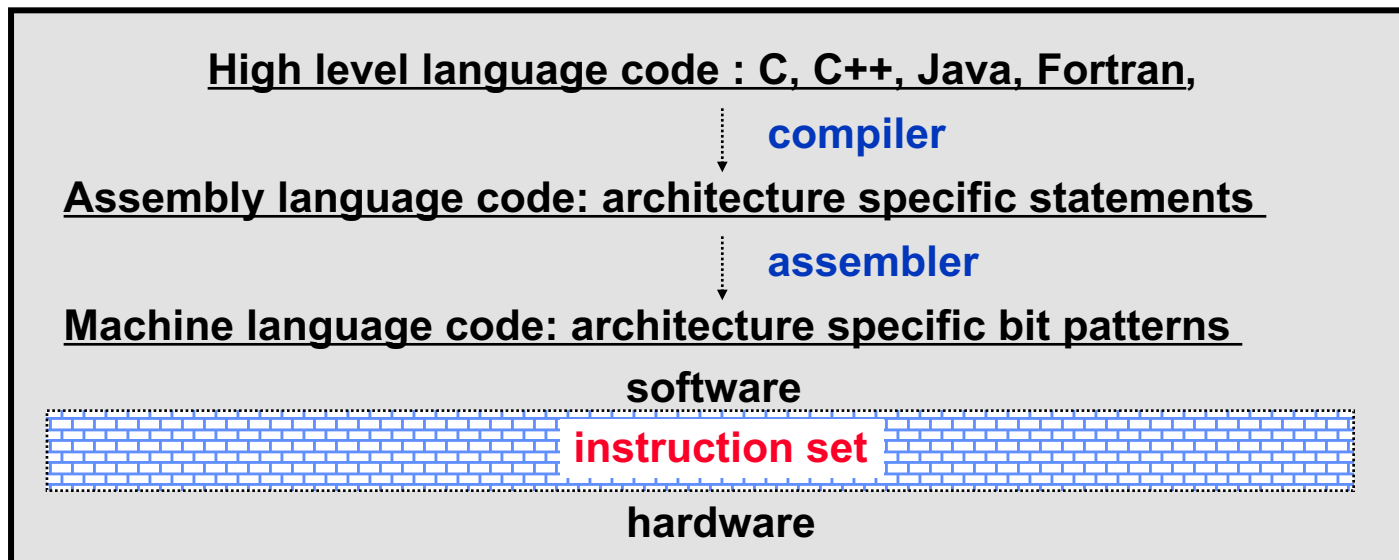 High level language code : C, C++, Java, Fortran,
compiler
Assembly language code: architecture specific statements
assembler
Machine language code: architecture specific bit patterns
software
instruction set
hardware